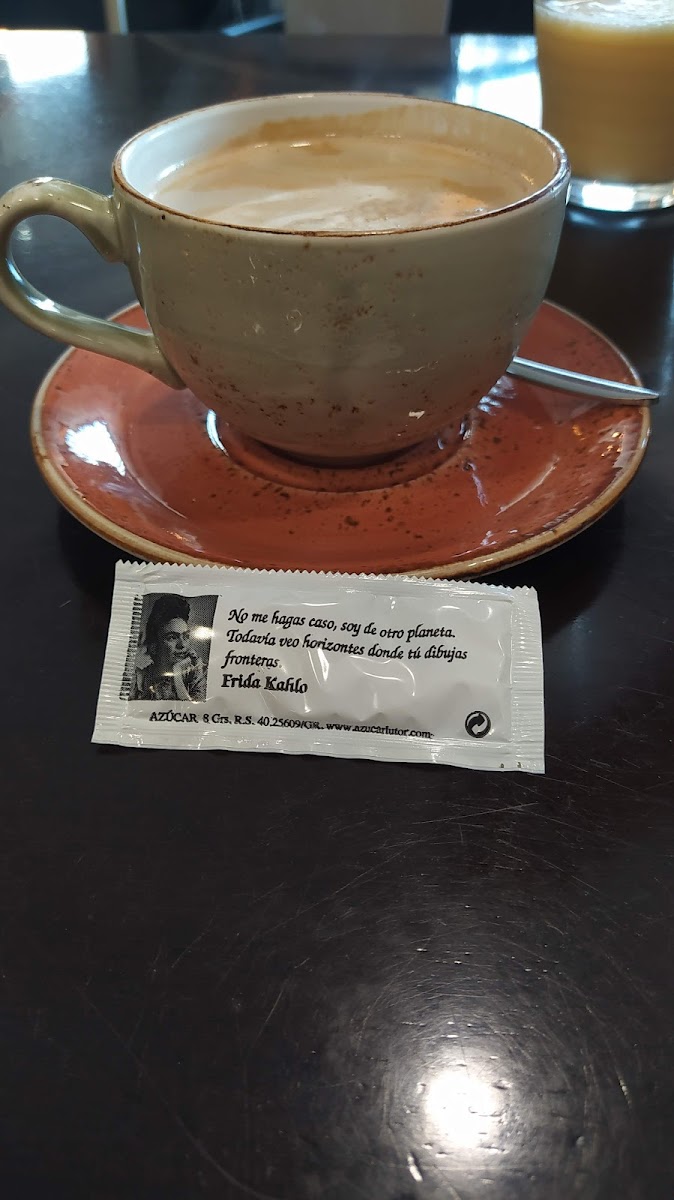 No me hagas caso, soy de otro planeta.
Todavía veo horizontes donde tú dibujas
fronteras.
Frida Kahlo
AZÚCAR 8 Grs. R.S. 40.25609/GR. www.azucarlutor.com